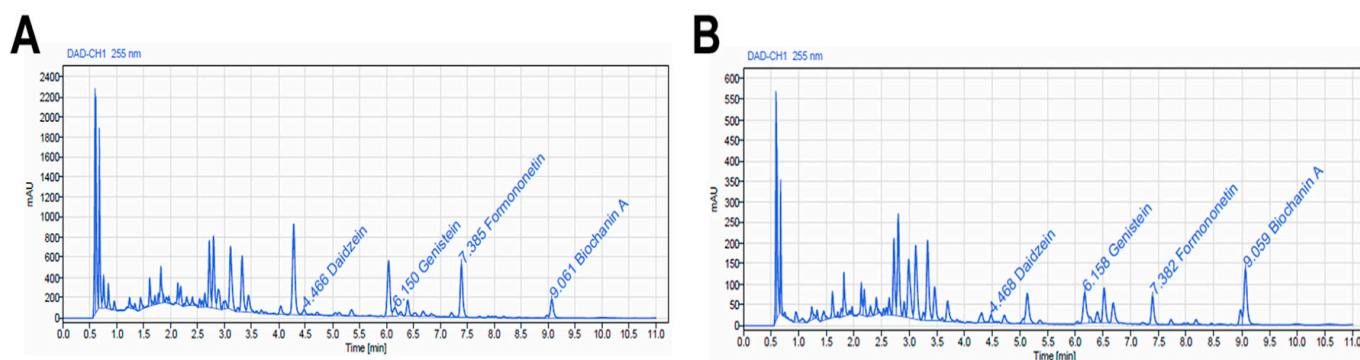 A
DAD-CH1 255 nm
2400
2200
2000
1800
1600
1400
1200
1000
800
600
400
200
0
mAU
4.466 Daidzein
6.150 Genistein
7.385 Formononetin
9.061 Biochanin A
0.0 0.5 1.0 1.5 2.0 2.5 3.0 3.5 4.0 4.5 5.0 5.5 6.0 6.5 7.0 7.5 8.0 8.5 9.0 9.5 10.0 10.5 11.0
Time [min]
B
DAD-CH1 255 nm
600
550
500
450
400
350
300
250
200
150
100
50
0
mAU
4.468 Daidzein
6.158 Genistein
7.382 Formononetin
9.059 Biochanin A
0.0 0.5 1.0 1.5 2.0 2.5 3.0 3.5 4.0 4.5 5.0 5.5 6.0 6.5 7.0 7.5 8.0 8.5 9.0 9.5 10.0 10.5 11.0
Time [min]